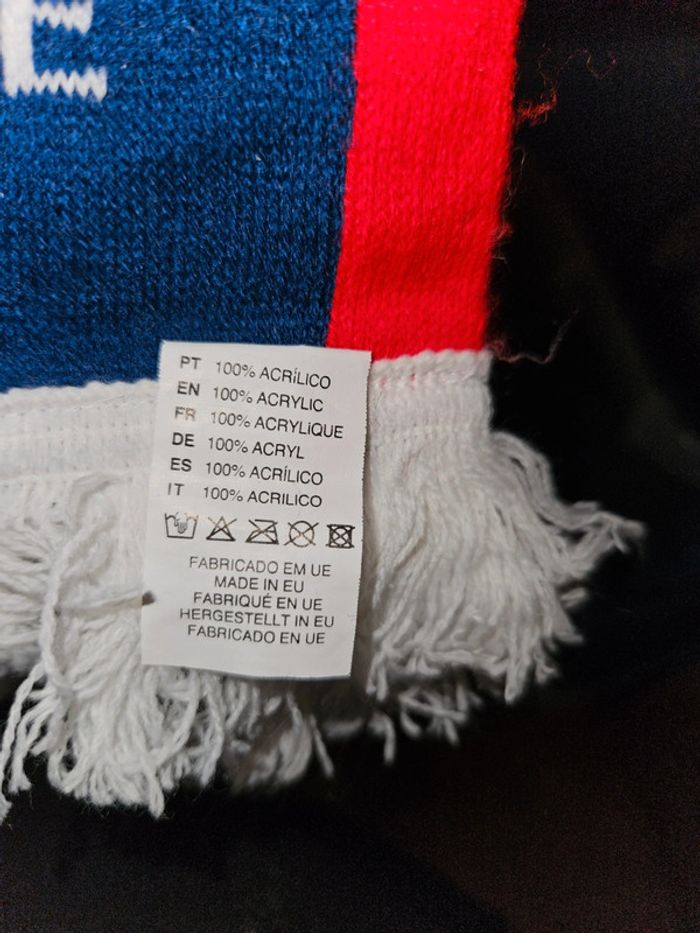 E
PT 100% ACRÍLICO
EN 100% ACRYLIC
FR 100% ACRYLIQUE
DE 100% ACRYL
ES 100% ACRÍLICO
IT 100% ACRILICO
FABRICADO EM UE
MADE IN EU
FABRIQUÉ EN UE
HERGESTELLT IN EU
FABRICADO EN UE